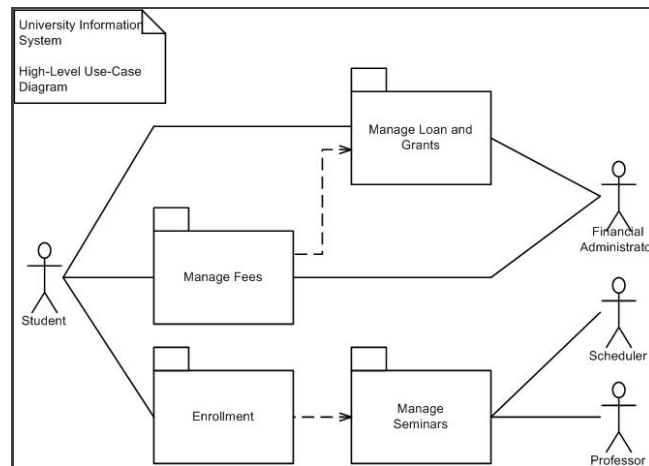 University Information
System
High-Level Use-Case
Diagram
Manage Loan and
Grants
Manage Fees
Financial
Administrato
Student
Scheduler
Enrollment
Manage
Seminars
Professor